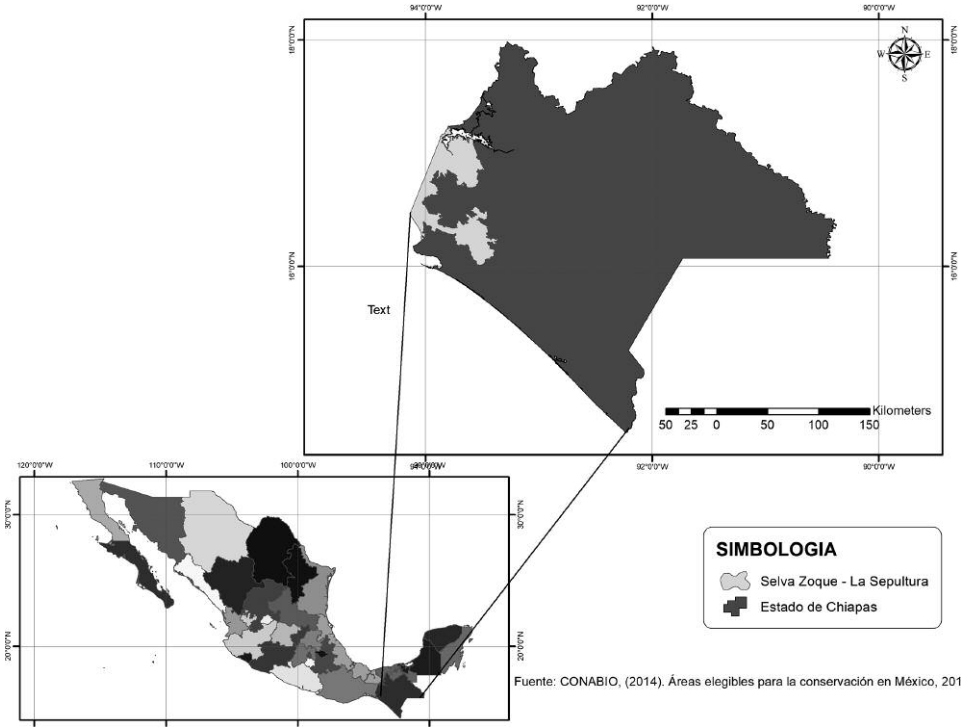 94°0'0"W 92°0'0"W 90°0'0"W
18°0'0"N 18°0'0"N
N
W E
S
16°0'0"N 16°0'0"N
Text
Kilometers
50 25 0 50 100 150
92°0'0"W 90°0'0"W
120°0'0"W 110°0'0"W 100°0'0"W
30°0'0"N 30°0'0"N
20°0'0"N 20°0'0"N
SIMBOLOGIA
Selva Zoque - La Sepultura
Estado de Chiapas
Fuente: CONABIO, (2014). Áreas elegibles para la conservación en México, 201